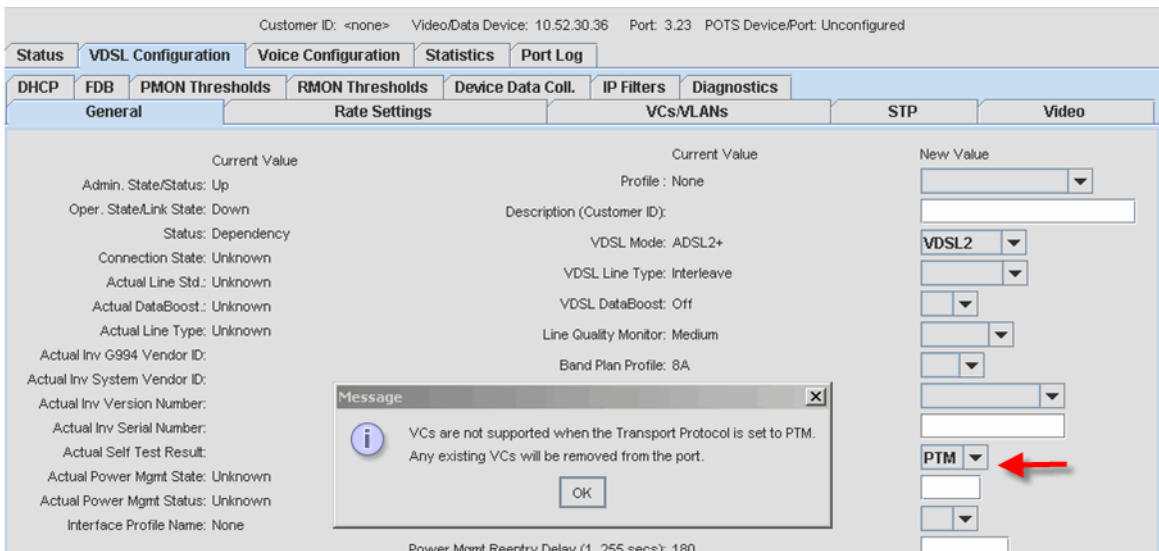 Customer ID: <none> Video/Data Device: 10.52.30.36 Port: 3.23 POTS Device/Port: Unconfigured
Status VDSL Configuration Voice Configuration Statistics Port Log
DHCP FDB PMON Thresholds RMON Thresholds Device Data Coll. IP Filters Diagnostics
General Rate Settings VCs/VLANs STP Video
Current Value
Admin. State/Status: Up
Oper. State/Link State: Down
Status: Dependency
Connection State: Unknown
Actual Line Std.: Unknown
Actual DataBoost.: Unknown
Actual Line Type: Unknown
Actual Inv G994 Vendor ID:
Actual Inv System Vendor ID:
Actual Inv Version Number:
Actual Inv Serial Number:
Actual Self Test Result:
Actual Power Mgmt State: Unknown
Actual Power Mgmt Status: Unknown
Interface Profile Name: None
Current Value New Value
Profile : None
Description (Customer ID):
VDSL Mode: ADSL2+ VDSL2
VDSL Line Type: Interleave
VDSL DataBoost: Off
Line Quality Monitor: Medium
Band Plan Profile: 8A
Message
VCs are not supported when the Transport Protocol is set to PTM.
Any existing VCs will be removed from the port.
OK
PTM
Power Mgmt Reentry Delay (1..255 secs): 180